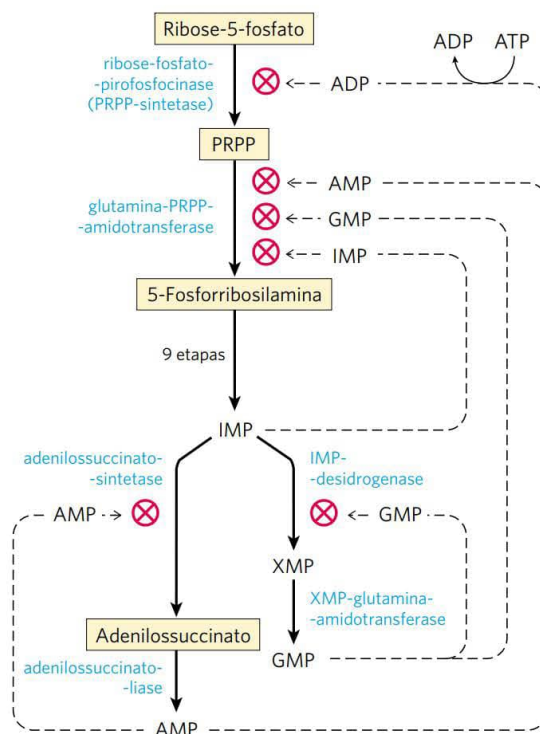 Ribose-5-fosfato
ADP
ATP
ribose-fosfato-
-pirofosfocinase
(PRPP-sintetase)
ADP
PRPP
AMP
glutamina-PRPP-
-amidotransferase
GMP
IMP
5-Fosforribosilamina
9 etapas
IMP
adenilossuccinato-
-sintetase
IMP-
-desidrogenase
AMP
GMP
XMP
XMP-glutamina-
-amidotransferase
Adenilossuccinato
GMP
adenilossuccinato-
-liase
AMP